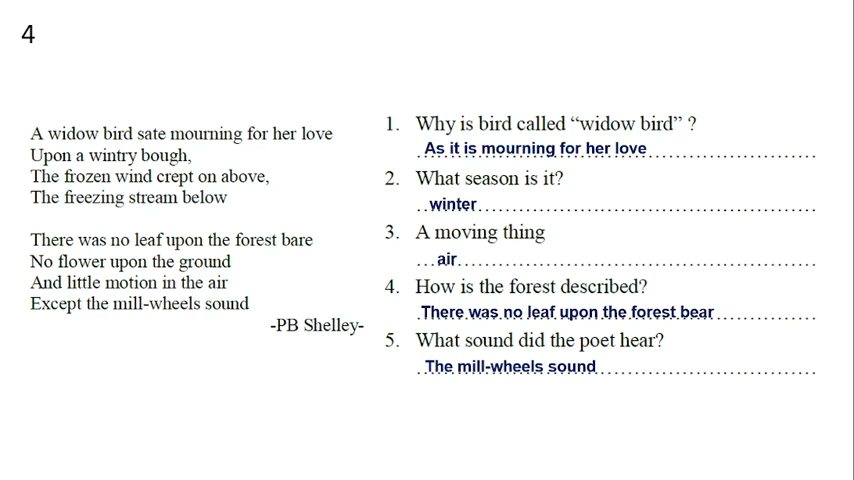 4
A widow bird sate mourning for her love
Upon a wintry bough,
The frozen wind crept on above,
The freezing stream below
There was no leaf upon the forest bare
No flower upon the ground
And little motion in the air
Except the mill-wheels sound
-PB Shelley-
1. Why is bird called “widow bird” ?
As it is mourning for her love
2. What season is it?
winter
3. A moving thing
air
4. How is the forest described?
There was no leaf upon the forest bear
5. What sound did the poet hear?
The mill-wheels sound